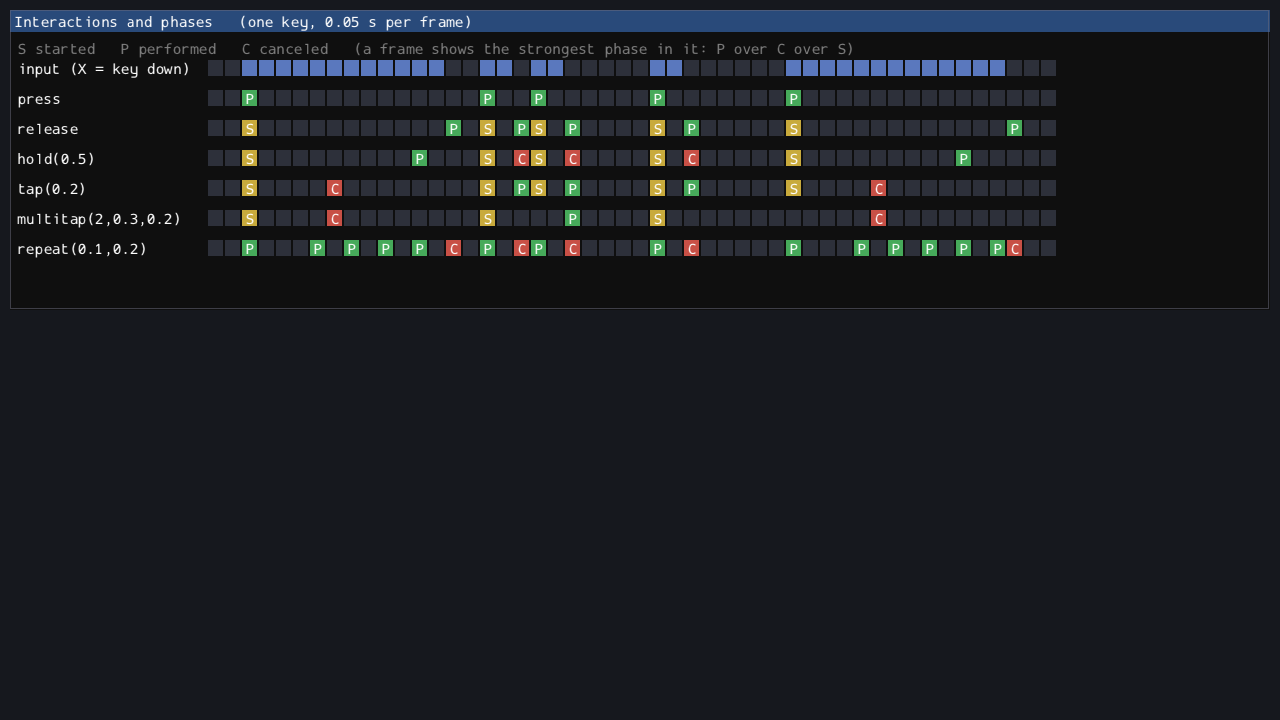 Interactions and phases   (one key, 0.05 s per frame)
S started   P performed   C canceled   (a frame shows the strongest phase in it: P over C over S)
input (X = key down)
press P P P P P
release S P S P S P S P S P
hold(0.5) S P S C S C S C S P
tap(0.2) S C S P S P S P S C
multitap(2,0.3,0.2) S C S P S C
repeat(0.1,0.2) P P P P P C P C P C P C P P P P P P C